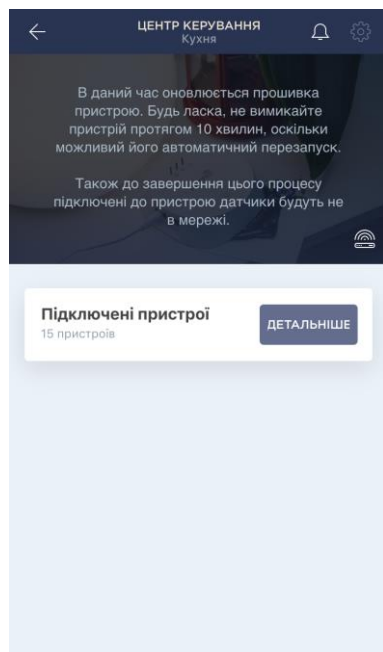 ЦЕНТР КЕРУВАННЯ
Кухня
В даний час оновлюється прошивка
пристрою. Будь ласка, не вимикайте
пристрій протягом 10 хвилин, оскільки
можливий його автоматичний перезапуск.
Також до завершення цього процесу
підключені до пристрою датчики будуть не
в мережі.
Підключені пристрої
15 пристроїв
ДЕТАЛЬНІШЕ